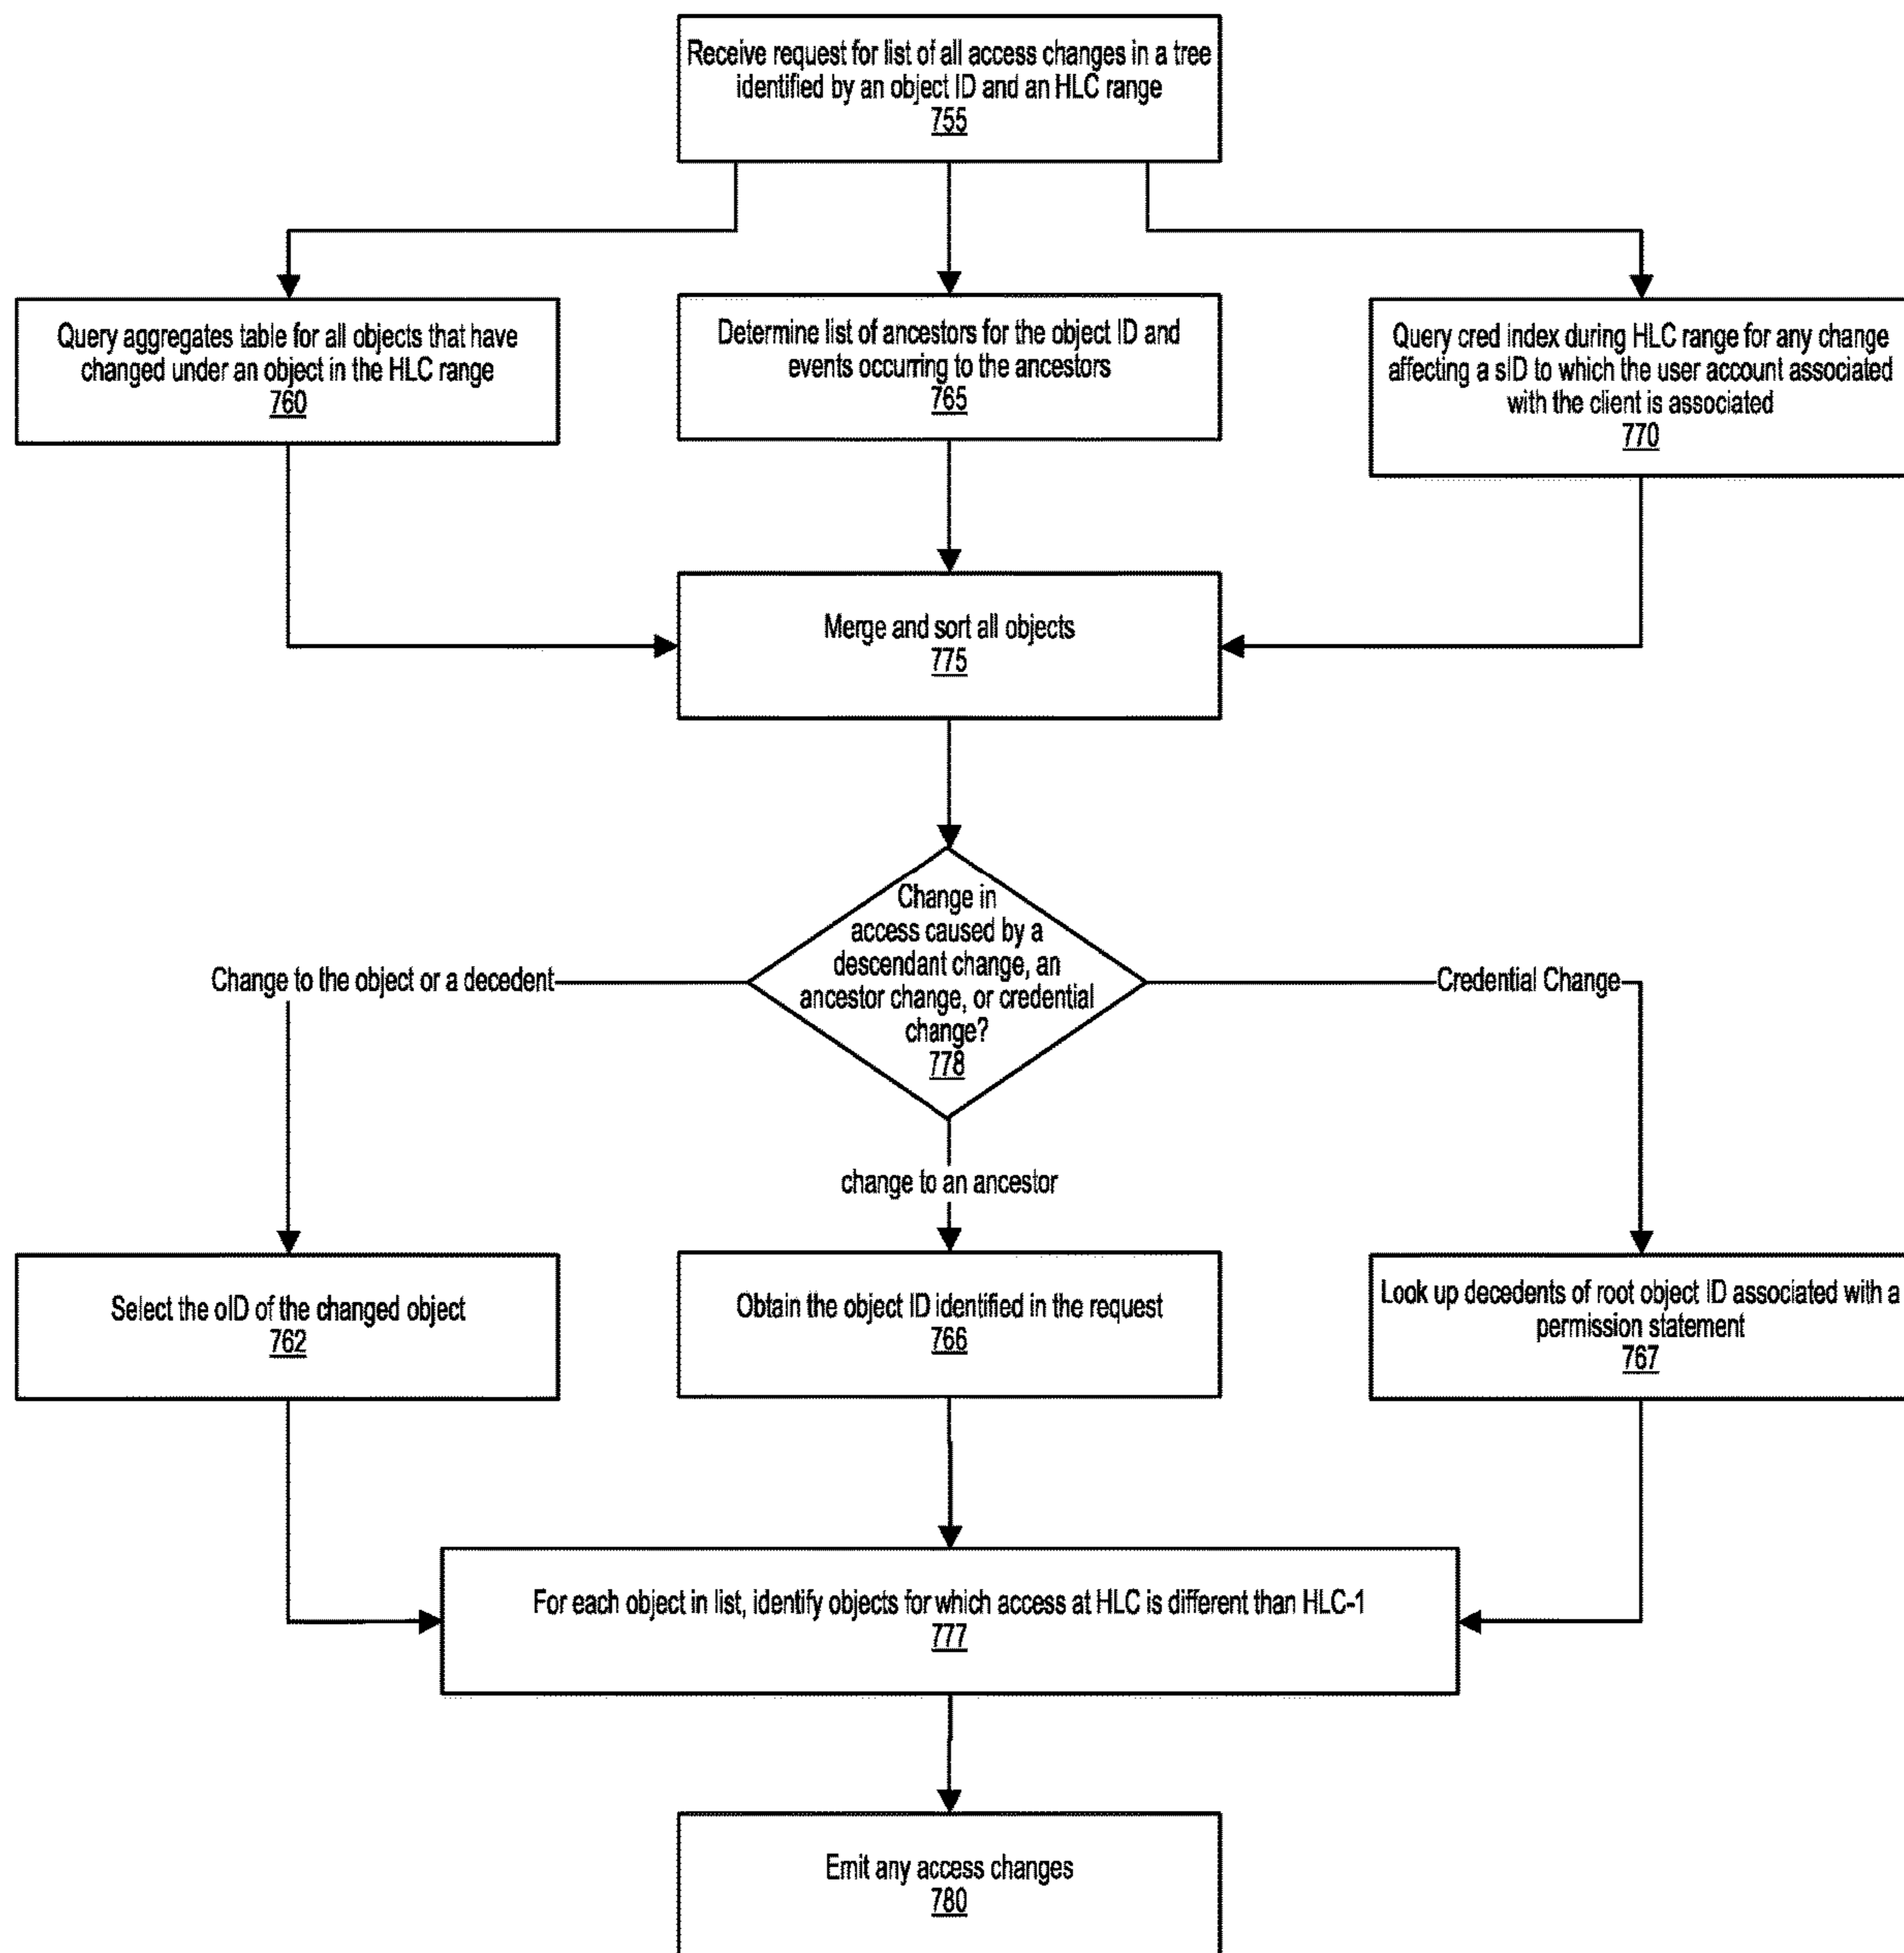 Receive request for list of all access changes in a tree
identified by an object ID and an HLC range
755
Query aggregates table for all objects that have
changed under an object in the HLC range
760
Determine list of ancestors for the object ID and
events occurring to the ancestors
765
Query cred index during HLC range for any change
affecting a sID to which the user account associated
with the client is associated
770
Merge and sort all objects
775
Change in
access caused by a
descendant change, an
ancestor change, or credential
change?
778
Change to the object or a decedent
Credential Change
change to an ancestor
Select the oID of the changed object
762
Obtain the object ID identified in the request
766
Look up decedents of root object ID associated with a
permission statement
767
For each object in list, identify objects for which access at HLC is different than HLC-1
777
Emit any access changes
780